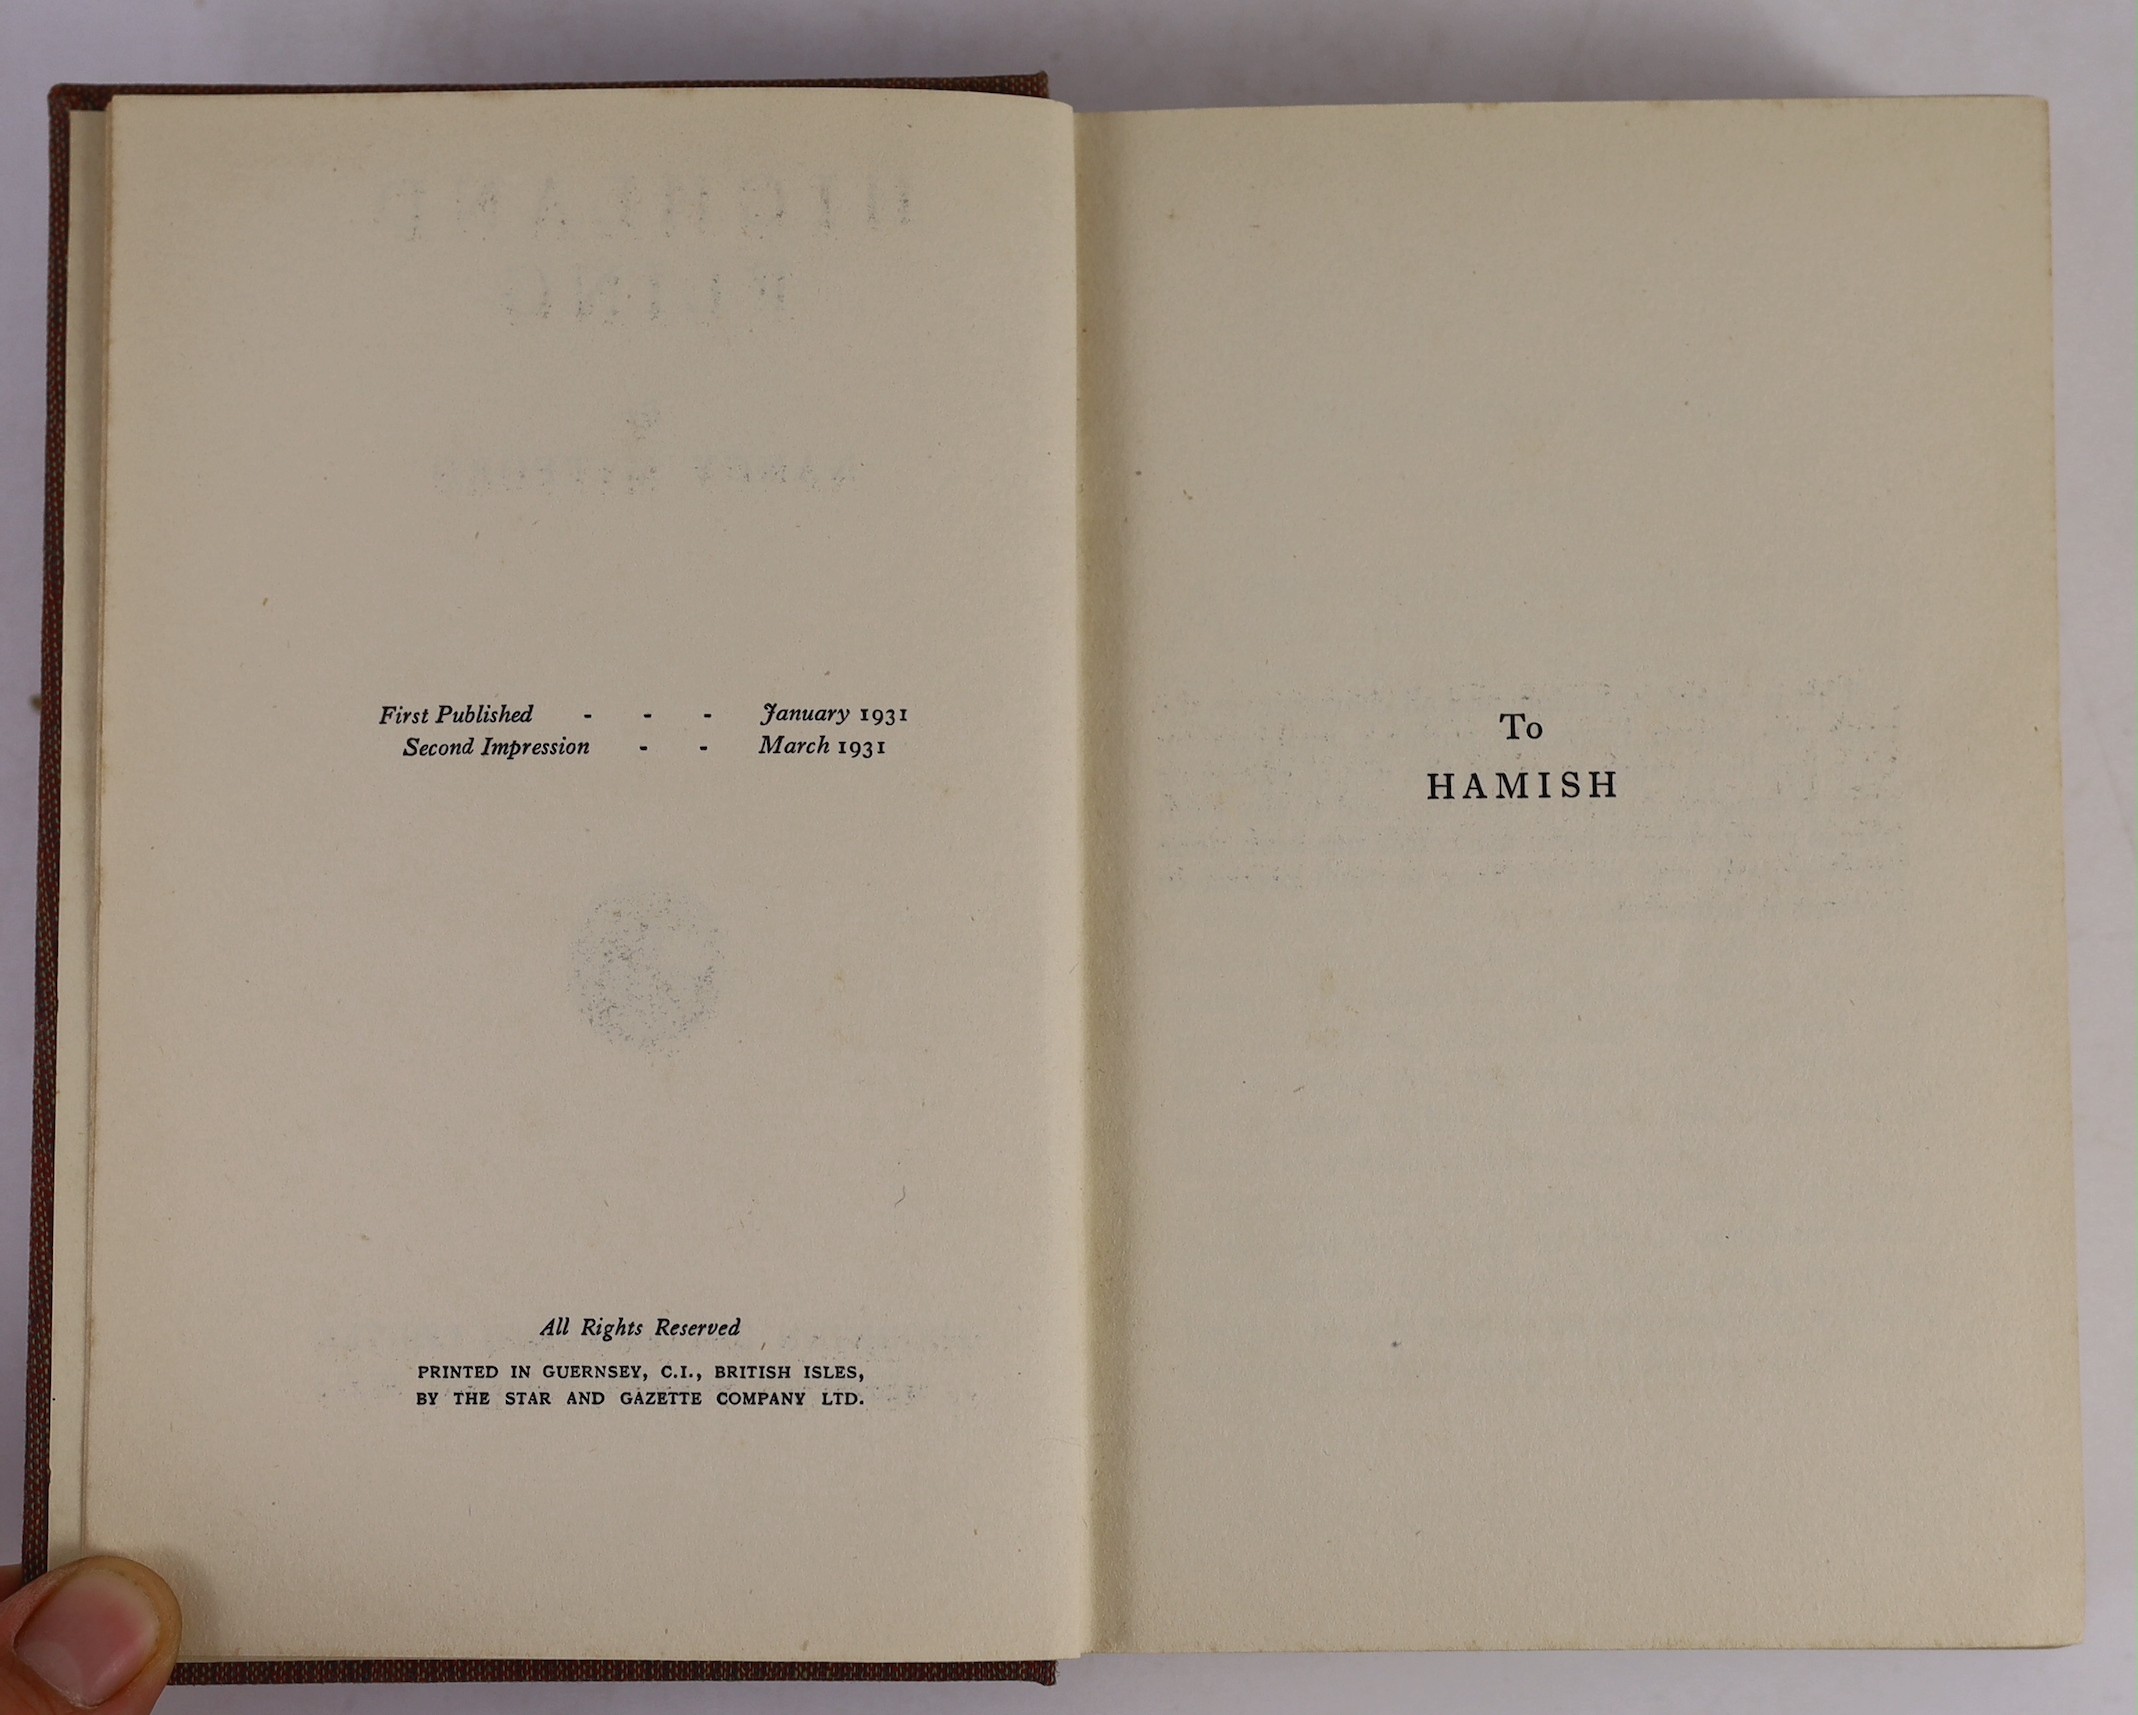 First Published - - - January 1931
Second Impression - - March 1931
All Rights Reserved
PRINTED IN GUERNSEY, C.I., BRITISH ISLES,
BY THE STAR AND GAZETTE COMPANY LTD.
To
HAMISH